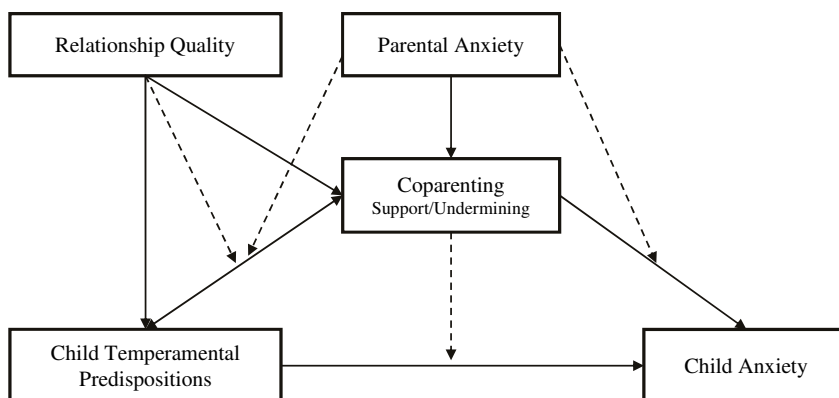 Relationship Quality
Parental Anxiety
Coparenting
Support/Undermining
Child Temperamental
Predispositions
Child Anxiety